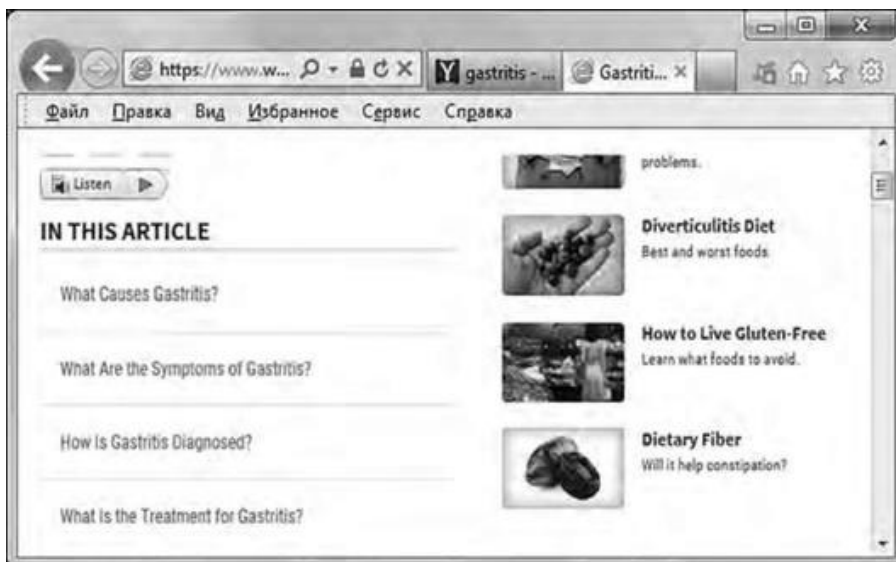 https://www.w...
gastritis - ...
Gastriti...
Файл Правка Вид Избранное Сервис Справка
Listen
IN THIS ARTICLE
What Causes Gastritis?
What Are the Symptoms of Gastritis?
How Is Gastritis Diagnosed?
What Is the Treatment for Gastritis?
problems.
Diverticulitis Diet
Best and worst foods.
How to Live Gluten-Free
Learn what foods to avoid.
Dietary Fiber
Will it help constipation?